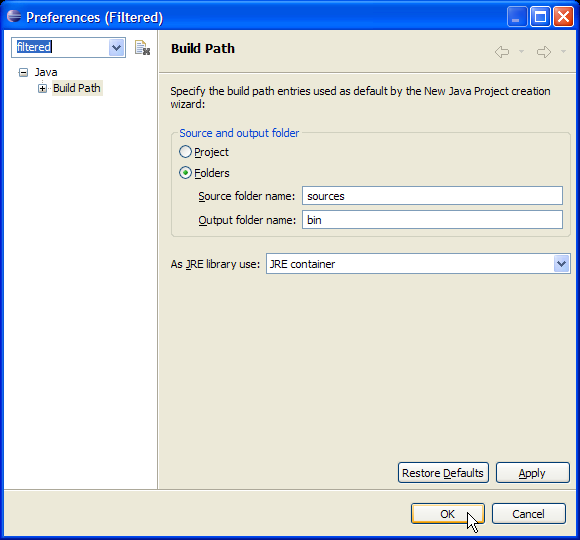 Preferences (Filtered)
filtered
Java
Build Path
Build Path
Specify the build path entries used as default by the New Java Project creation
wizard:
Source and output folder
Project
Folders
Source folder name: sources
Output folder name: bin
As JRE library use: JRE container
Restore Defaults Apply
OK Cancel